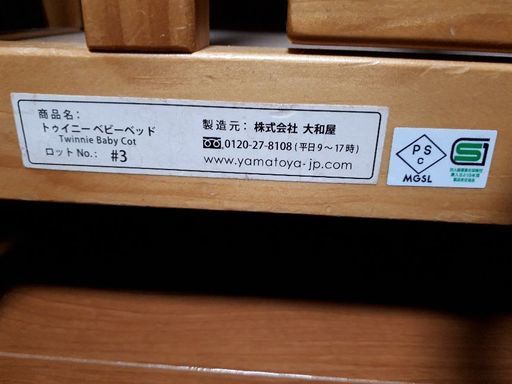 商品名：
トゥイニーベビーベッド
Twinnie Baby Cot
ロット No.： #3
製造元： 株式会社 大和屋
0120-27-8108 (平日9～17時)
www.yamatoya-jp.com
PS
c
MGSL